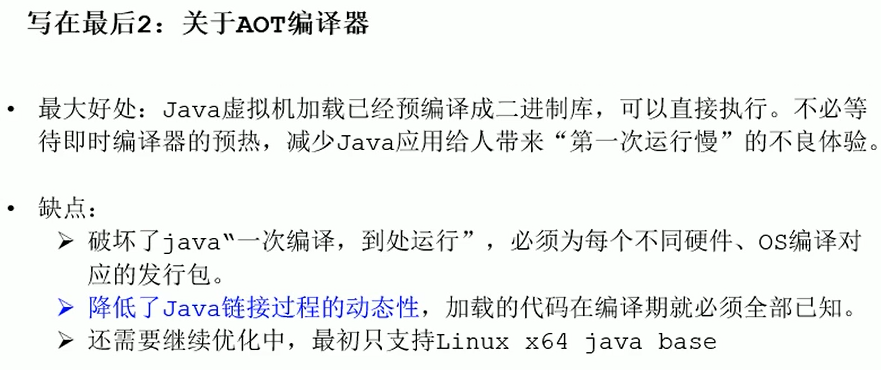 写在最后2：关于AOT编译器
• 最大好处：Java虚拟机加载已经预编译成二进制库，可以直接执行。不必等
待即时编译器的预热，减少Java应用给人带来“第一次运行慢”的不良体验。
• 缺点：
➢ 破坏了java“一次编译，到处运行”，必须为每个不同硬件、OS编译对
应的发行包。
➢ 降低了Java链接过程的动态性，加载的代码在编译期就必须全部已知。
➢ 还需要继续优化中，最初只支持Linux x64 java base